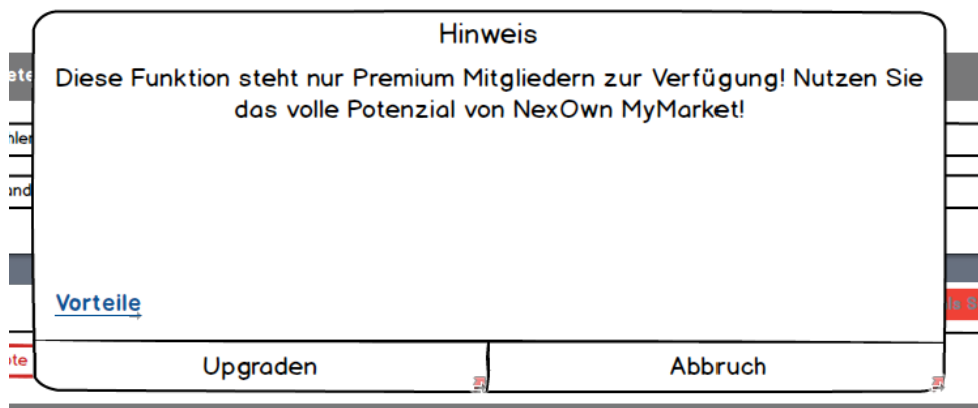 Hinweis
Diese Funktion steht nur Premium Mitgliedern zur Verfügung! Nutzen Sie
das volle Potenzial von NexOwn MyMarket!
Vorteile
Upgraden
Abbruch